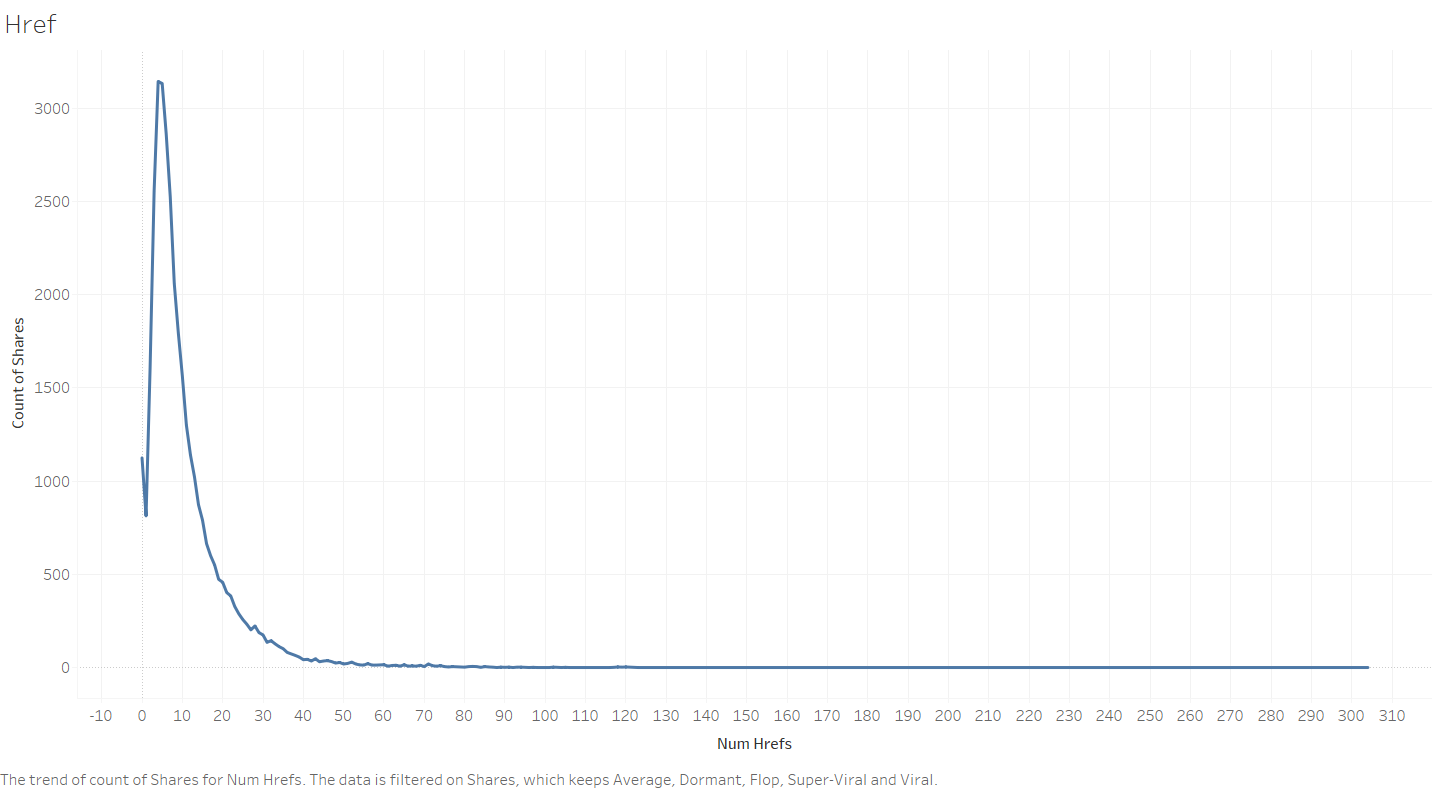 Href
3000
2500
2000
1500
1000
500
0
Count of Shares
-10 0 10 20 30 40 50 60 70 80 90 100 110 120 130 140 150 160 170 180 190 200 210 220 230 240 250 260 270 280 290 300 310
Num Hrefs
The trend of count of Shares for Num Hrefs. The data is filtered on Shares, which keeps Average, Dormant, Flop, Super-Viral and Viral.